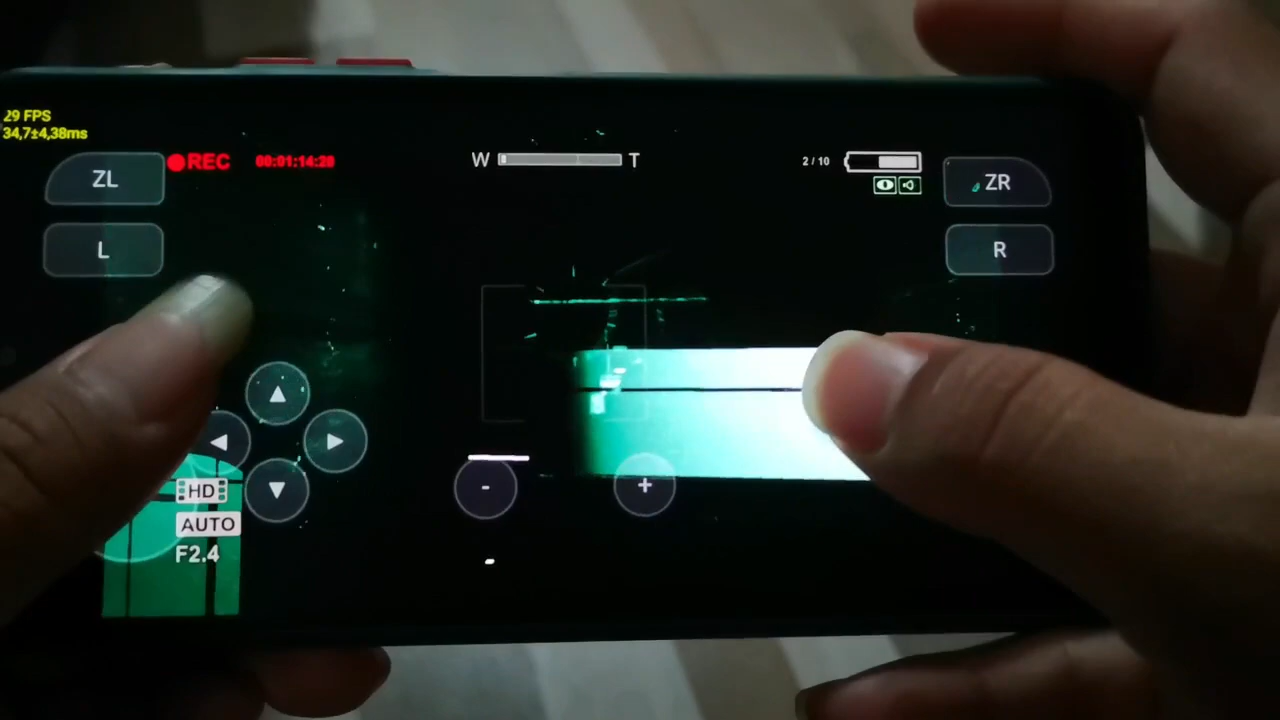 29 FPS
34,7±4,38ms
ZL
REC
00:01:14:28
W
T
2 / 10
ZR
L
R
-
+
HD
AUTO
F2.4